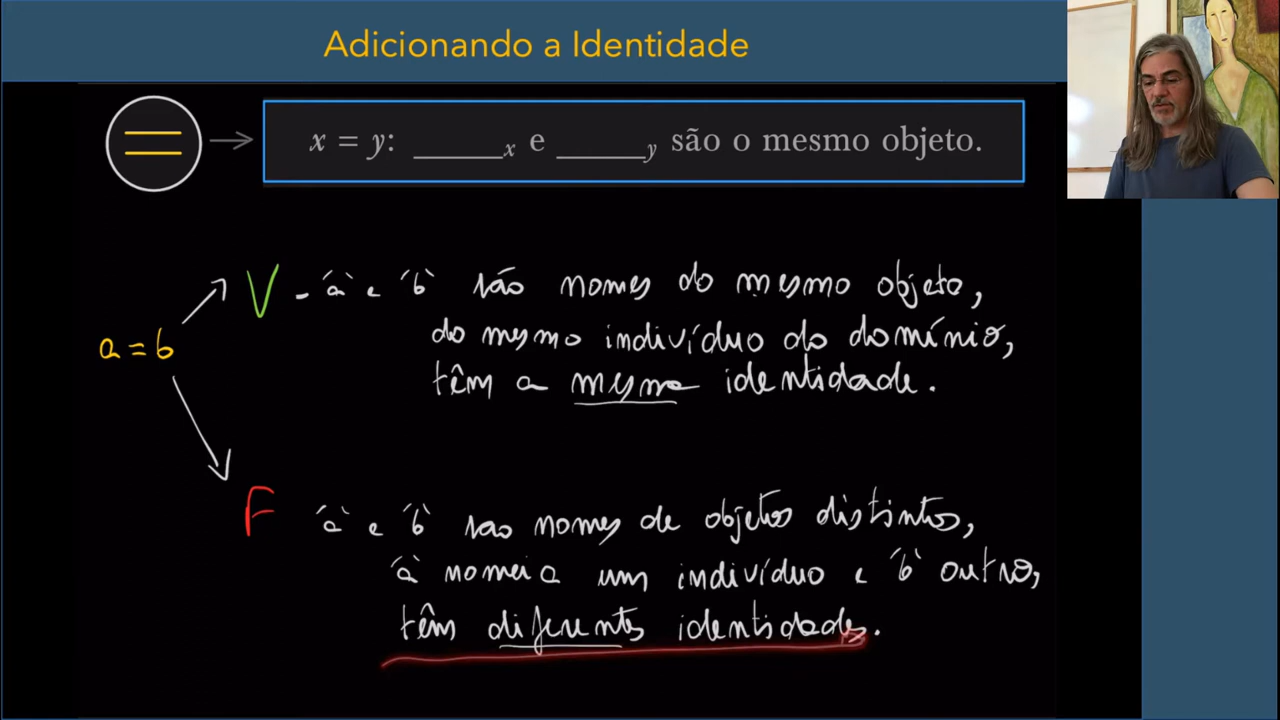 Adicionando a Identidade
= → x = y: ______x e ______y são o mesmo objeto.
V - 'a' e 'b' são nomes do mesmo objeto,
do mesmo indivíduo do domínio,
a = b
têm a mesma identidade.
F 'a' e 'b' sao nomes de objetos distintos,
'a' nomeia um indivíduo e 'b' outro,
têm diferentes identidades.